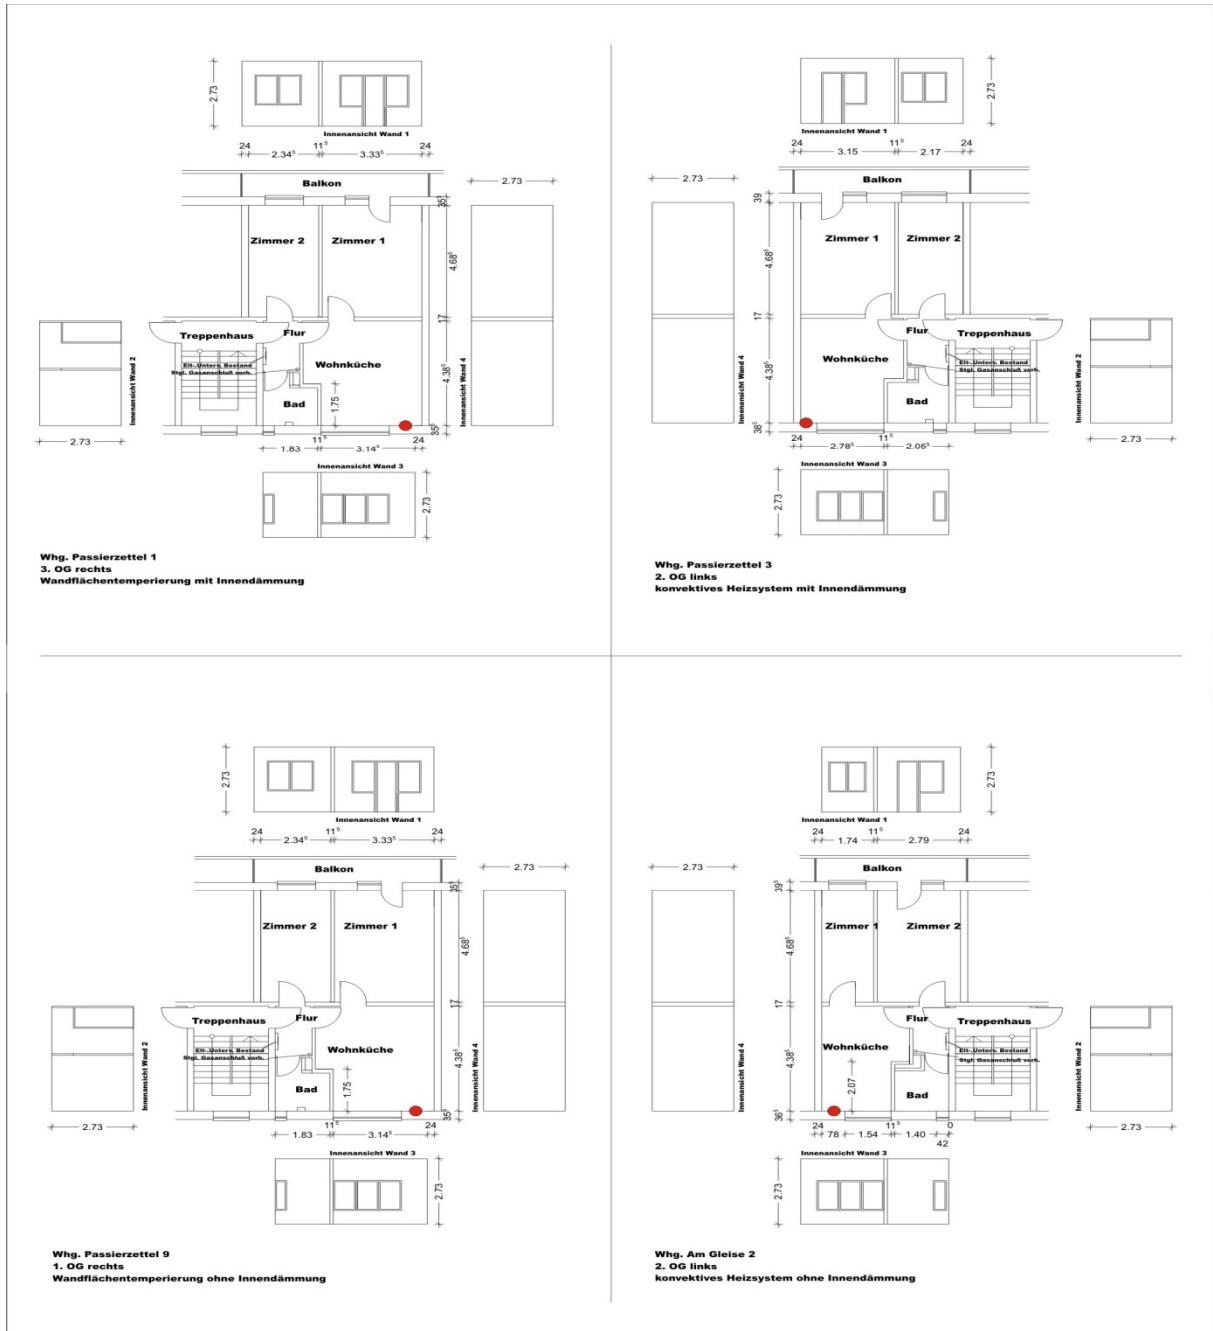 2.73
Innenansicht Wand 1
24 2.34⁵ 11⁵ 3.33⁵ 24
Balkon
2.73
35⁵
Zimmer 2 Zimmer 1
4.68⁵
17
Treppenhaus Flur
Elt-.Unterv. Bestand
Stgl. Gasanschluß vorh.
Wohnküche
Innenansicht Wand 2
2.73
Bad
1.75
4.38⁵
Innenansicht Wand 4
35⁵
1.83 11⁵ 3.14⁹ 24
Innenansicht Wand 3
2.73
Whg. Passierzettel 1
3. OG rechts
Wandflächentemperierung mit Innendämmung
2.73
Innenansicht Wand 1
24 3.15 11⁵ 2.17 24
Balkon
2.73
39
Zimmer 1 Zimmer 2
4.68⁵
17
Flur Treppenhaus
Wohnküche
Elt-.Unterv. Bestand
Stgl. Gasanschluß vorh.
Innenansicht Wand 4
4.38⁵
Bad
Innenansicht Wand 2
2.73
38⁵
24 2.78⁵ 11⁵ 2.05⁵
Innenansicht Wand 3
2.73
Whg. Passierzettel 3
2. OG links
konvektives Heizsystem mit Innendämmung
2.73
Innenansicht Wand 1
24 2.34⁵ 11⁵ 3.33⁵ 24
Balkon
2.73
35⁵
Zimmer 2 Zimmer 1
4.68⁵
17
Treppenhaus Flur
Elt-.Unterv. Bestand
Stgl. Gasanschluß vorh.
Wohnküche
Innenansicht Wand 2
2.73
Bad
1.75
4.38⁵
Innenansicht Wand 4
35⁵
1.83 11⁵ 3.14⁵ 24
Innenansicht Wand 3
2.73
Whg. Passierzettel 9
1. OG rechts
Wandflächentemperierung ohne Innendämmung
2.73
Innenansicht Wand 1
24 1.74 11⁵ 2.79 24
Balkon
2.73
39⁵
Zimmer 1 Zimmer 2
4.68⁵
17
Flur Treppenhaus
Wohnküche
Elt-.Unterv. Bestand
Stgl. Gasanschluß vorh.
Innenansicht Wand 4
4.38⁵
2.07
Bad
Innenansicht Wand 2
2.73
36⁵
24 78 1.54 11⁵ 1.40 0
42
Innenansicht Wand 3
2.73
Whg. Am Gleise 2
2. OG links
konvektives Heizsystem ohne Innendämmung